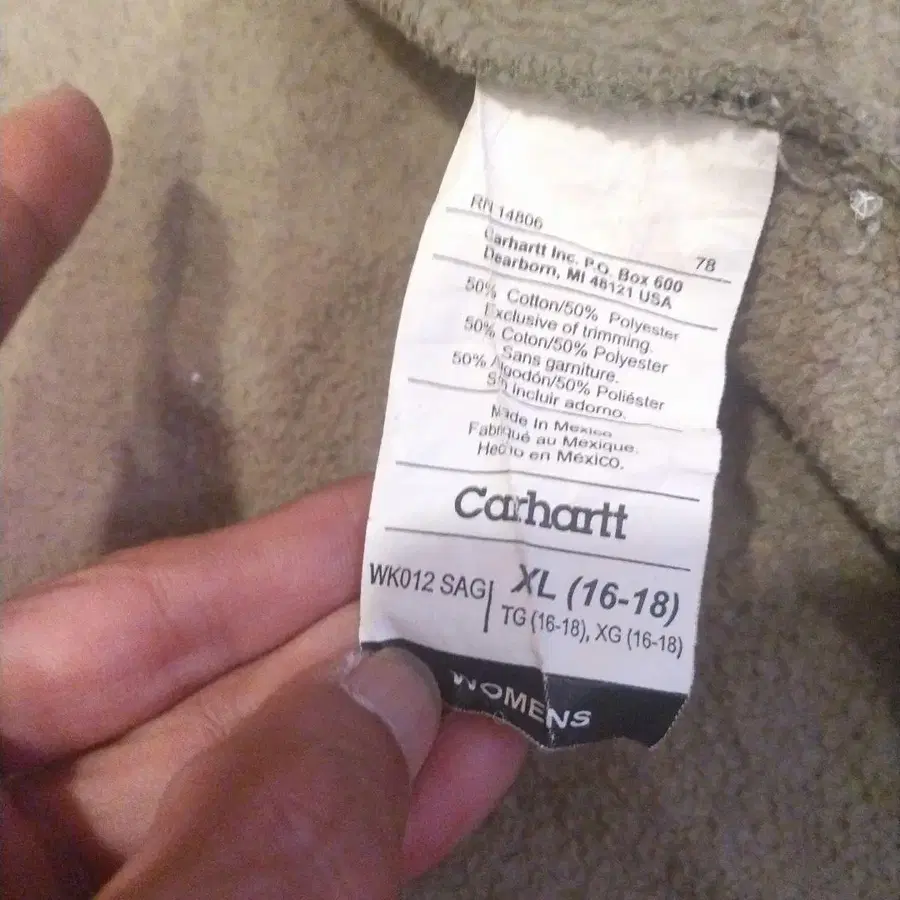 RN 14806
78
Carhartt Inc. P.O. Box 600
Dearborn, MI 48121 USA
50% Cotton/50% Polyester
Exclusive of trimming.
50% Coton/50% Polyester
Sans garniture.
50% Algodón/50% Poliéster
Sin incluir adorno.
Made In Mexico
Fabriqué au Mexique.
Hecho en México.
Carhartt
WK012 SAG
XL (16-18)
TG (16-18), XG (16-18)
WOMENS